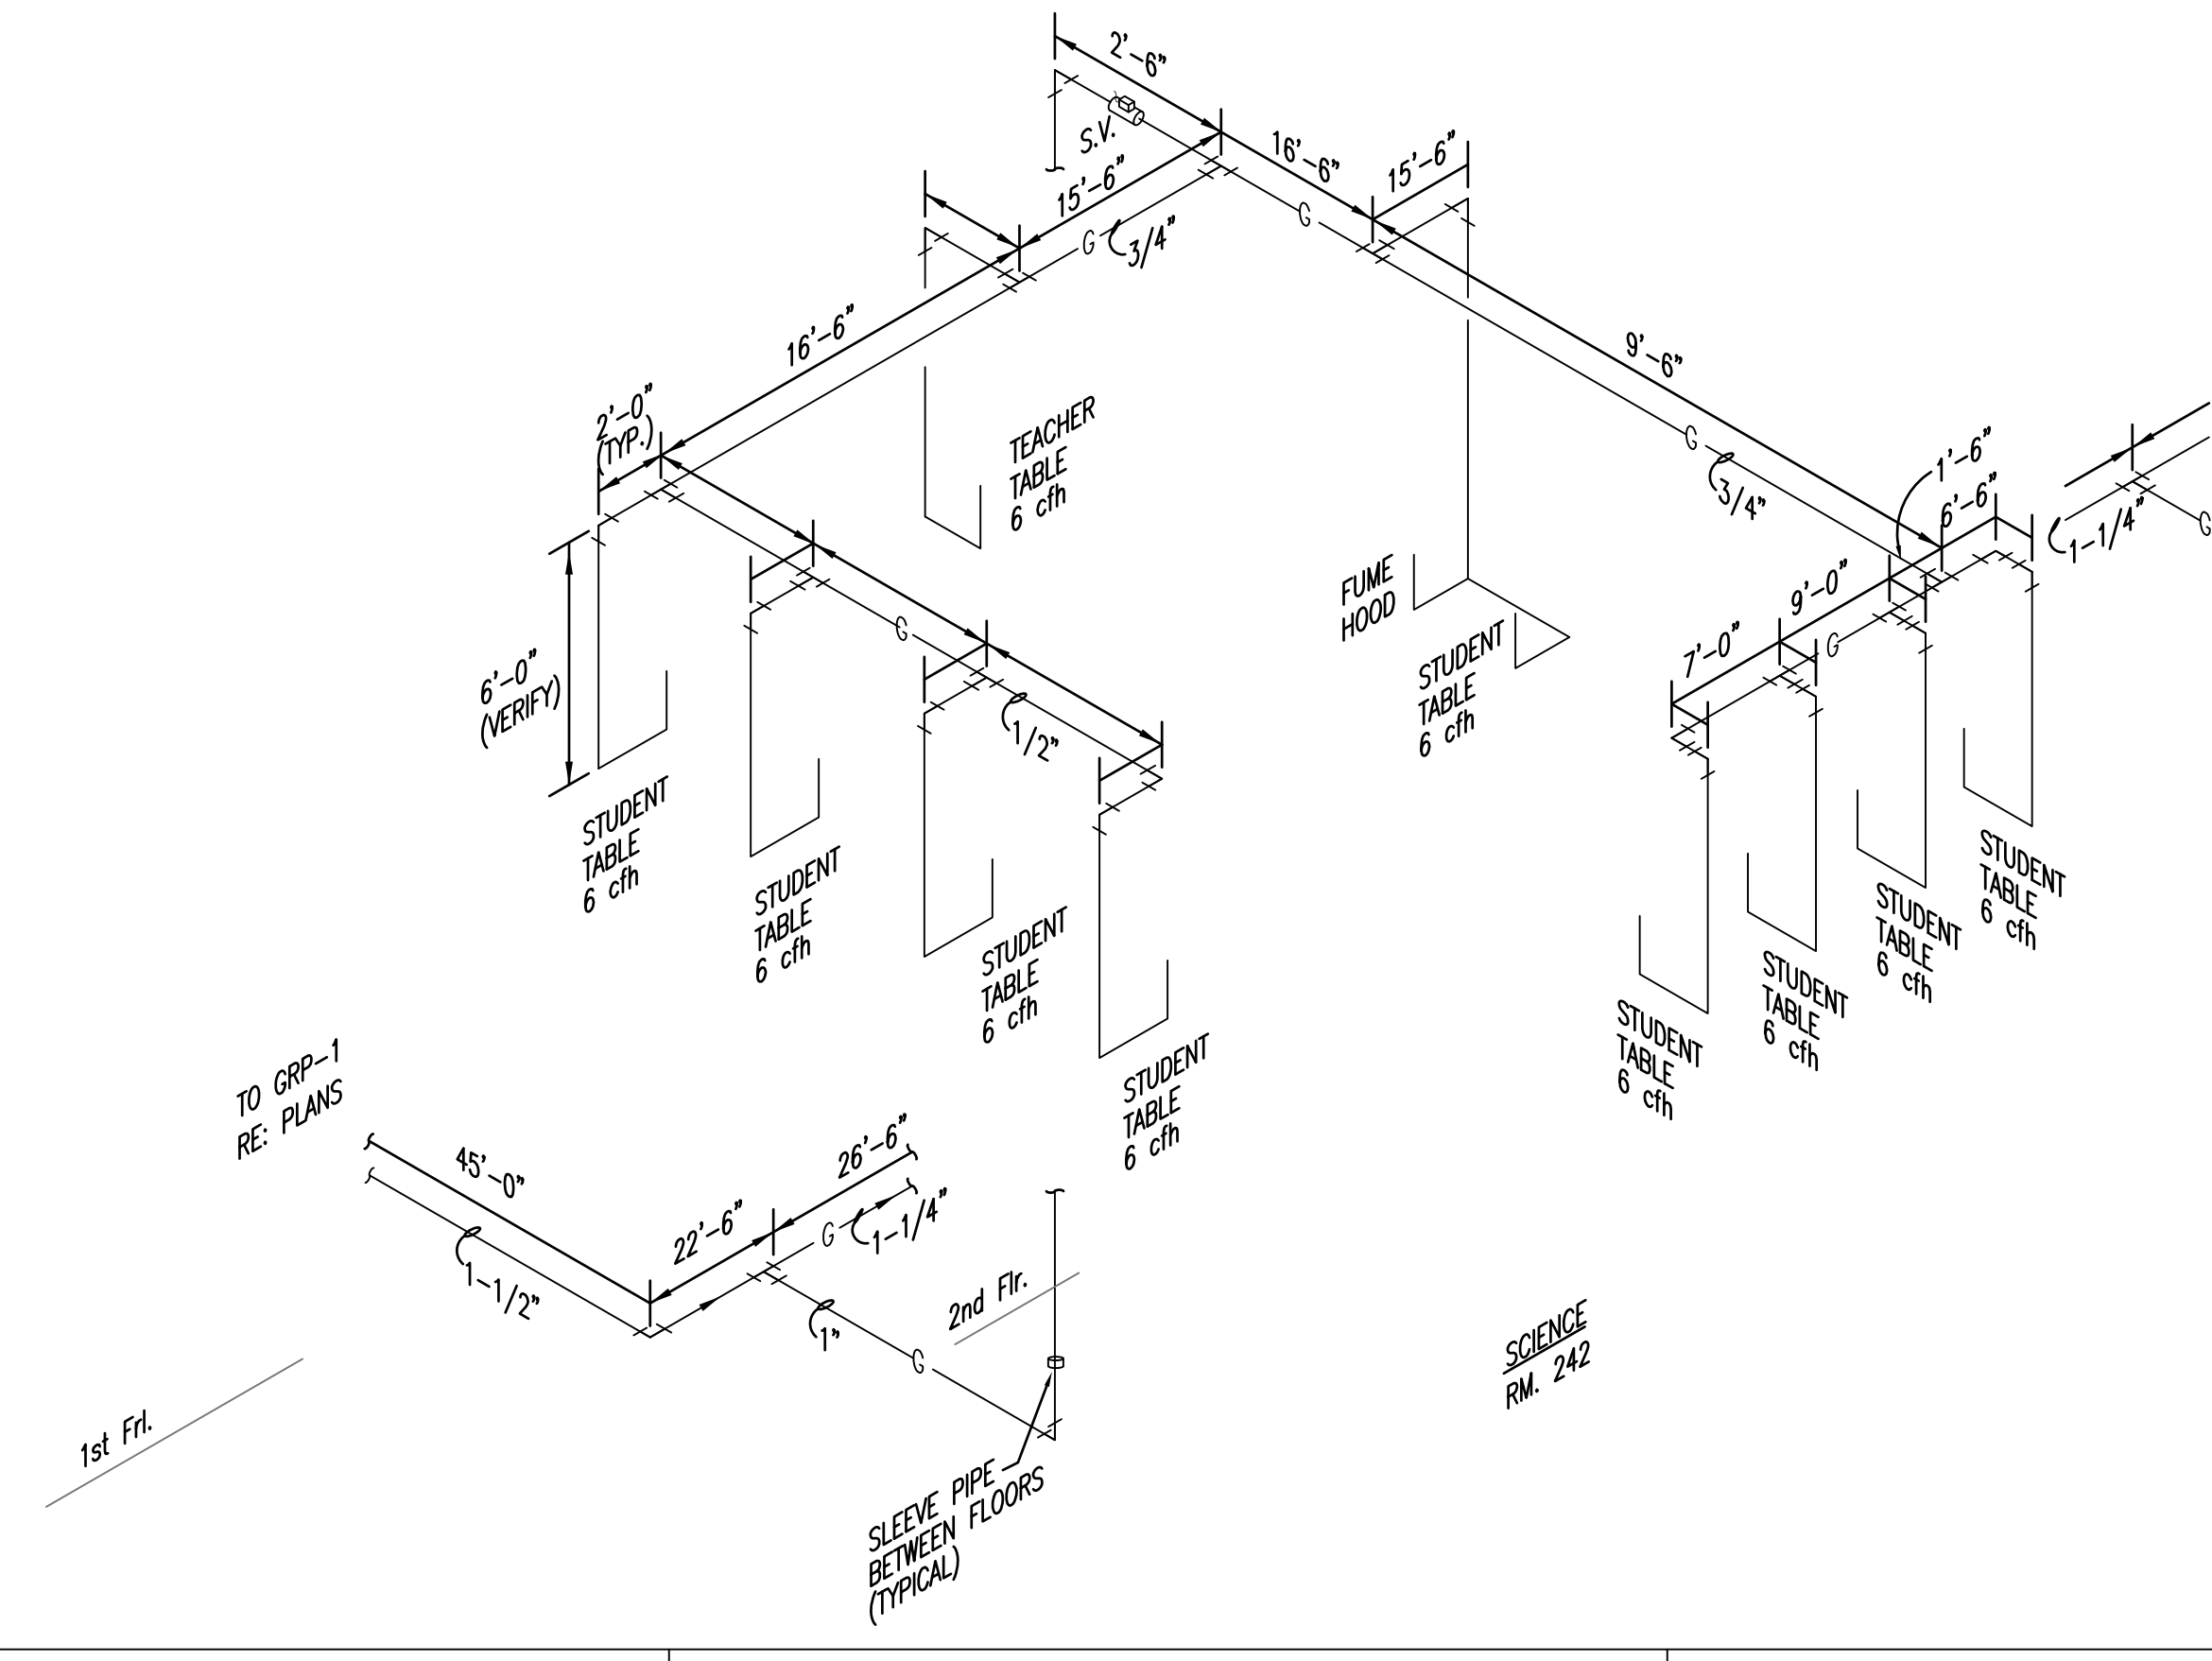 2'-6"
S.V.
16'-6"
15'-6"
15'-6"
G
G
3/4"
16'-6"
9'-6"
2'-0"
(TYP.)
TEACHER
TABLE
6 cfh
G
3/4"
1'-6"
6'-6"
1-1/4"
G
9'-0"
7'-0"
G
FUME
HOOD
STUDENT
TABLE
6 cfh
6'-0"
(VERIFY)
G
1/2"
STUDENT
TABLE
6 cfh
STUDENT
TABLE
6 cfh
STUDENT
TABLE
6 cfh
STUDENT
TABLE
6 cfh
STUDENT
TABLE
6 cfh
STUDENT
TABLE
6 cfh
STUDENT
TABLE
6 cfh
STUDENT
TABLE
6 cfh
TO GRP-1
RE: PLANS
45'-0"
1-1/2"
22'-6"
26'-6"
G
1-1/4"
1"
G
2nd Flr.
1st Frl.
SLEEVE PIPE
BETWEEN FLOORS
(TYPICAL)
SCIENCE
RM. 242